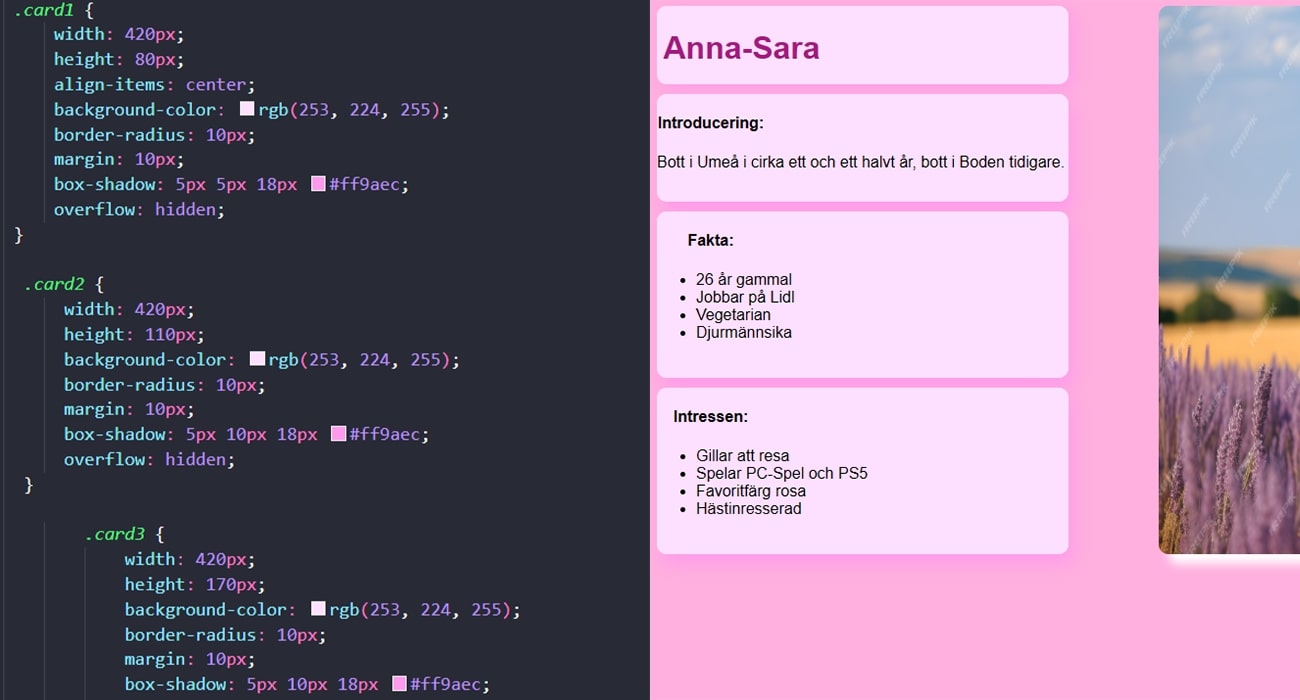 .card1 {
width: 420px;
height: 80px;
align-items: center;
background-color: rgb(253, 224, 255);
border-radius: 10px;
margin: 10px;
box-shadow: 5px 5px 18px #ff9aec;
overflow: hidden;
}
.card2 {
width: 420px;
height: 110px;
background-color: rgb(253, 224, 255);
border-radius: 10px;
margin: 10px;
box-shadow: 5px 10px 18px #ff9aec;
overflow: hidden;
}
.card3 {
width: 420px;
height: 170px;
background-color: rgb(253, 224, 255);
border-radius: 10px;
margin: 10px;
box-shadow: 5px 10px 18px #ff9aec;
Anna-Sara
Introducering:
Bott i Umeå i cirka ett och ett halvt år, bott i Boden tidigare.
Fakta:
• 26 år gammal
• Jobbar på Lidl
• Vegetarian
• Djurmännsika
Intressen:
• Gillar att resa
• Spelar PC-Spel och PS5
• Favoritfärg rosa
• Hästinresserad
FREEPIK
FREEPIK
FREEPIK
FREEPIK
FREEPIK